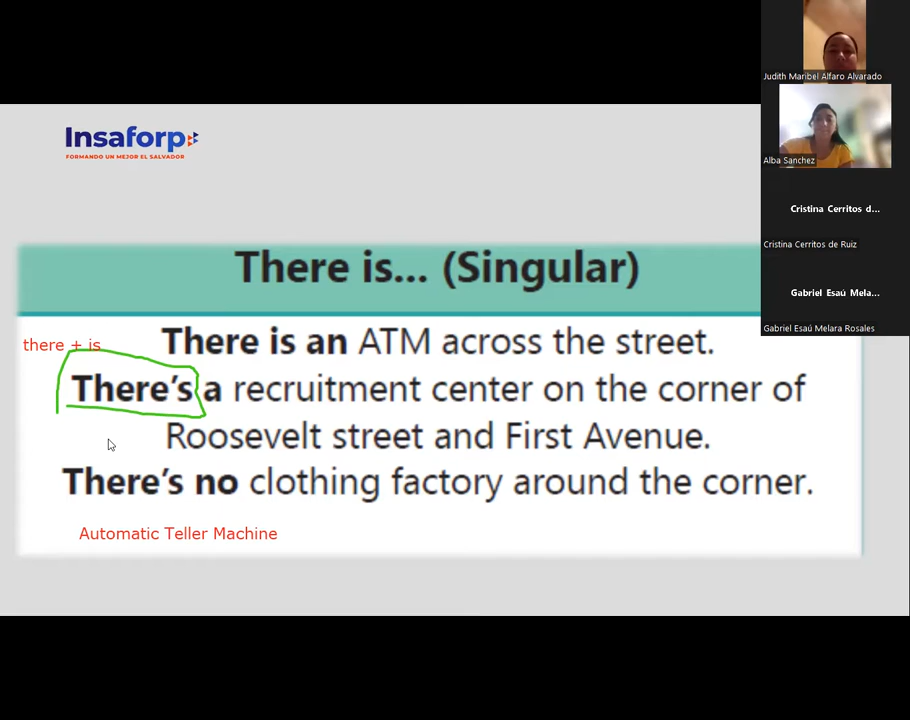 Judith Maribel Alfaro Alvarado
Alba Sanchez
Cristina Cerritos d...
Cristina Cerritos de Ruiz
Gabriel Esaú Mela...
Gabriel Esaú Melara Rosales
Insaforp
FORMANDO UN MEJOR EL SALVADOR
There is... (Singular)
there + is
There is an ATM across the street.
There's a recruitment center on the corner of
Roosevelt street and First Avenue.
There's no clothing factory around the corner.
Automatic Teller Machine